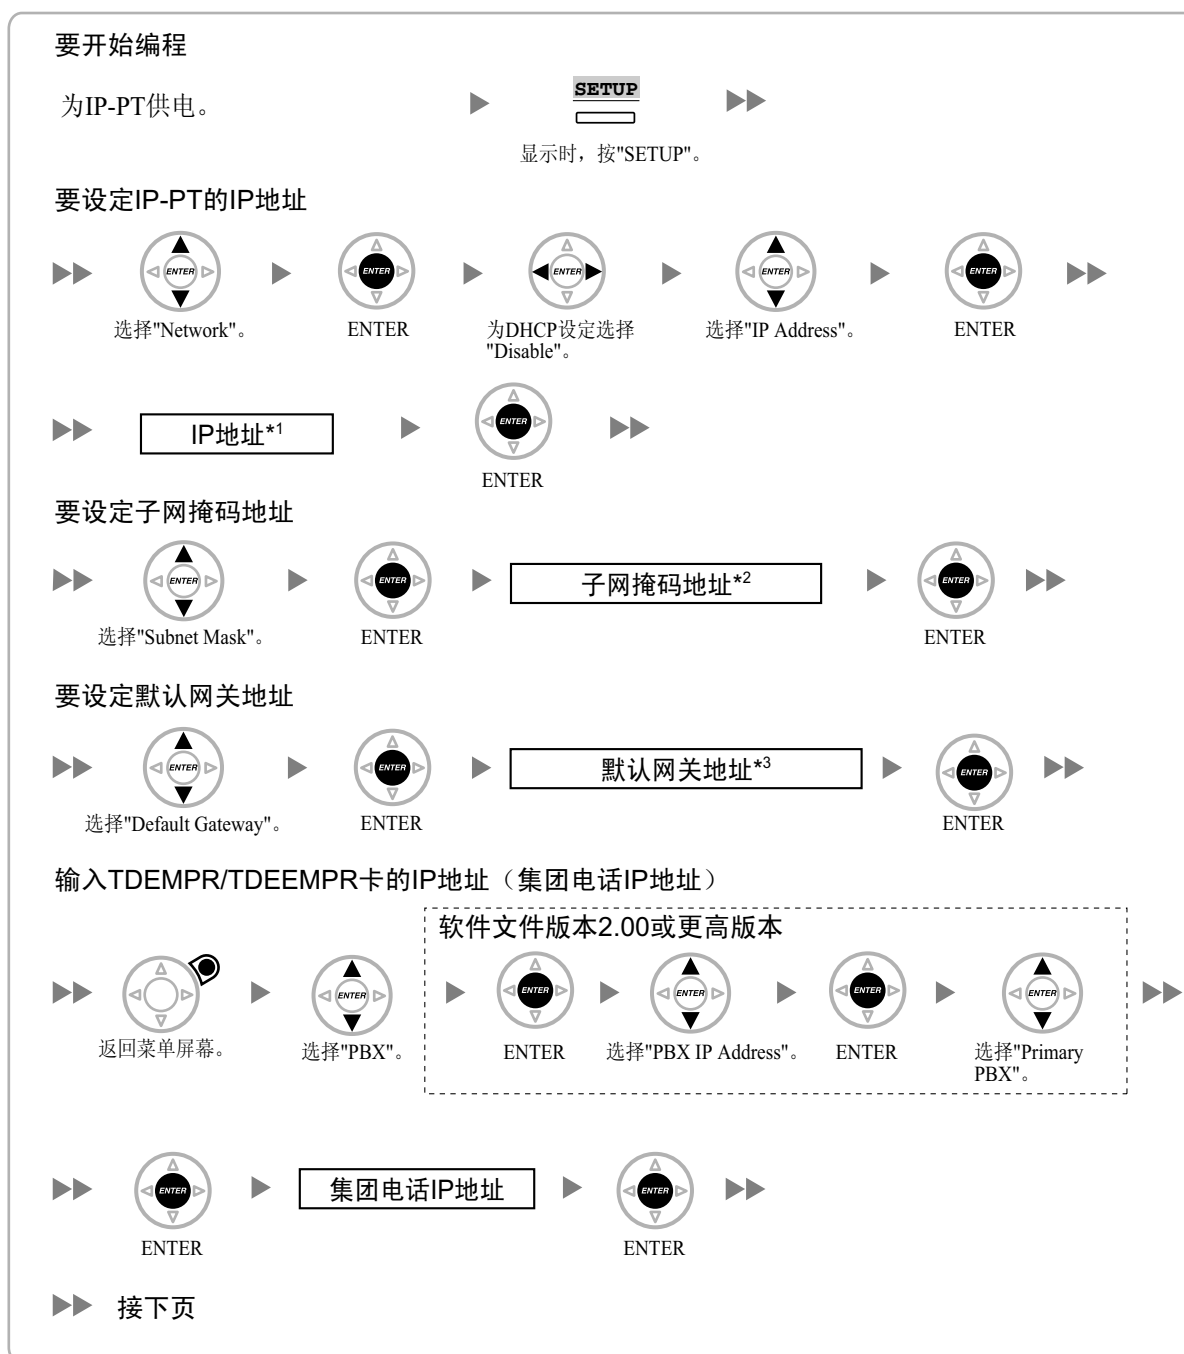 要开始编程
为IP-PT供电。
SETUP
显示时，按"SETUP"。
要设定IP-PT的IP地址
ENTER ENTER ENTER ENTER ENTER
选择"Network"。 ENTER 为DHCP设定选择 选择"IP Address"。 ENTER
"Disable"。
IP地址*1 ENTER
ENTER
要设定子网掩码地址
ENTER ENTER 子网掩码地址*2 ENTER
选择"Subnet Mask"。 ENTER ENTER
要设定默认网关地址
ENTER ENTER 默认网关地址*3 ENTER
选择"Default Gateway"。 ENTER ENTER
输入TDEMPR/TDEEMPR卡的IP地址（集团电话IP地址）
软件文件版本2.00或更高版本
ENTER ENTER ENTER ENTER ENTER
返回菜单屏幕。 选择"PBX"。 ENTER 选择"PBX IP Address"。 ENTER 选择"Primary
PBX"。
ENTER 集团电话IP地址 ENTER
ENTER ENTER
接下页